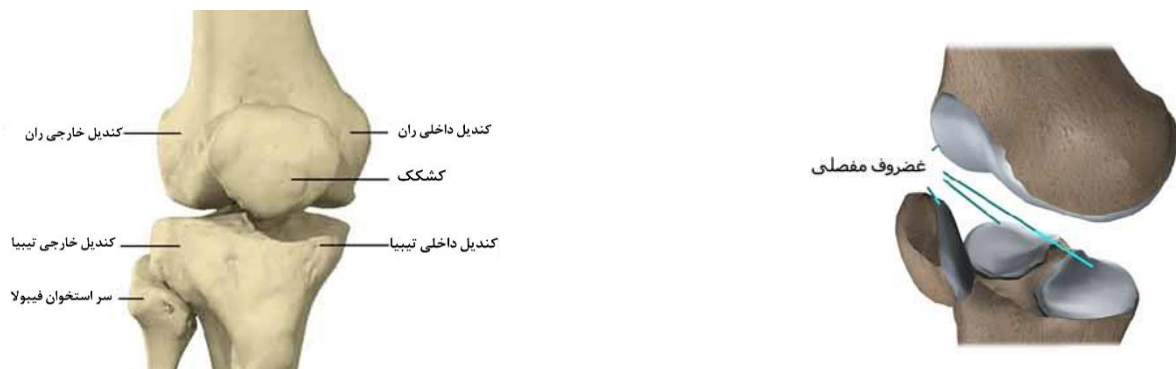 کندیل خارجی ران
کندیل داخلی ران
کشکک
کندیل خارجی تیبیا
کندیل داخلی تیبیا
سر استخوان فیبولا
غضروف مفصلی